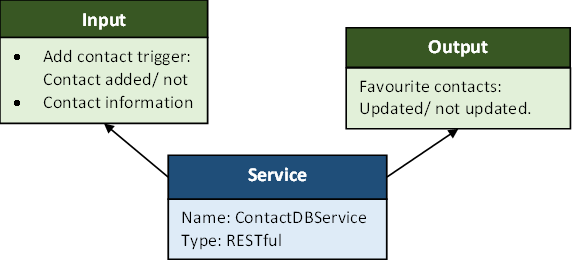 Input
• Add contact trigger:
Contact added/ not
• Contact information
Output
Favourite contacts:
Updated/ not updated.
Service
Name: ContactDBService
Type: RESTful